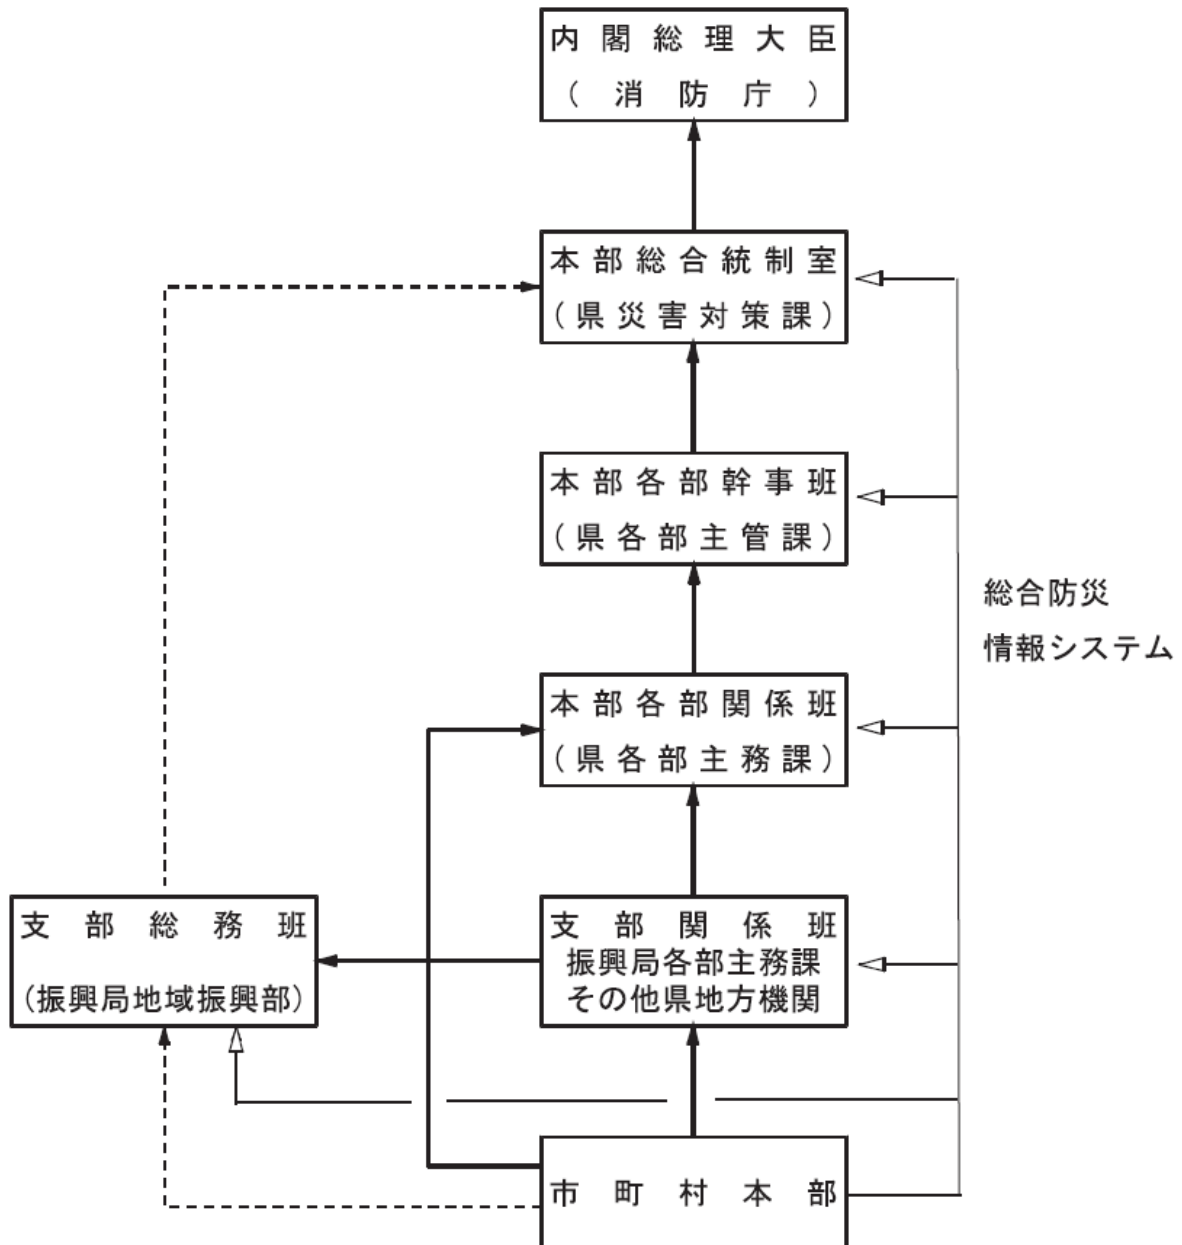 内閣総理大臣
（消防庁）
本部総合統制室
（県災害対策課）
本部各部幹事班
（県各部主管課）
総合防災
情報システム
本部各部関係班
（県各部主務課）
支部総務班
（振興局地域振興部）
支部関係班
振興局各部主務課
その他県地方機関
市町村本部